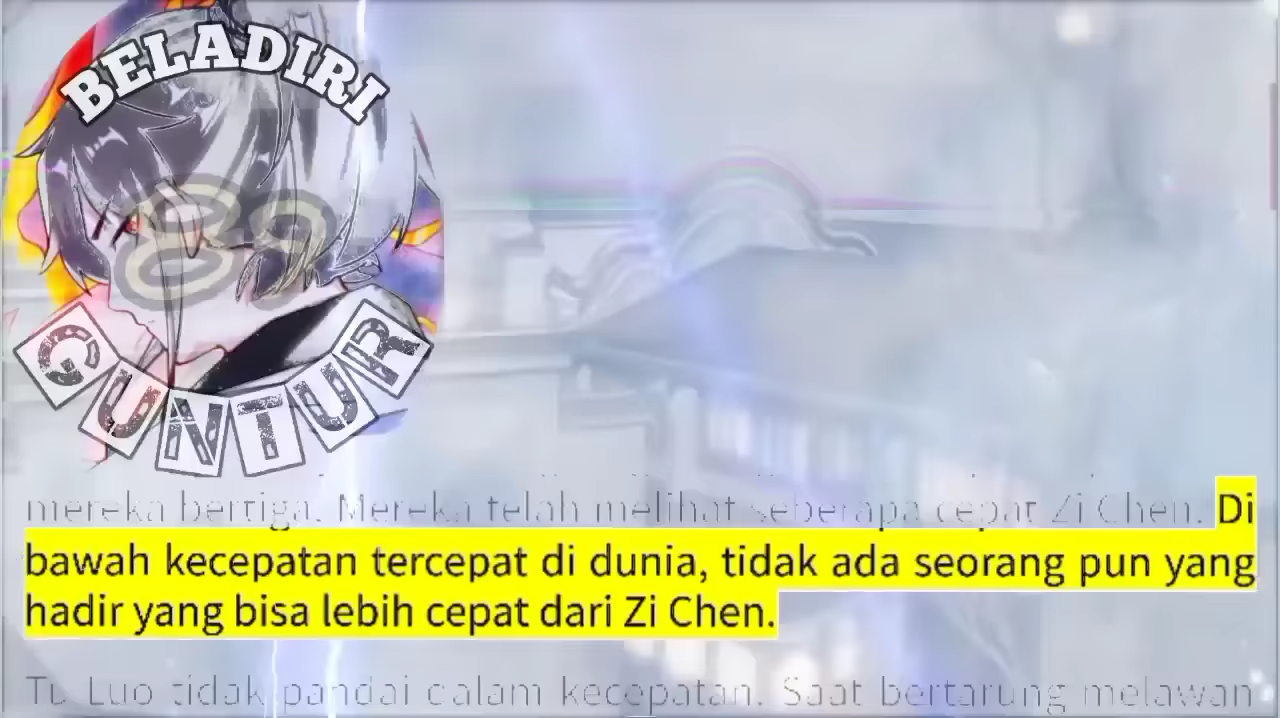 BELADIRI
GUNTUR
mereka bertiga. Mereka telah melihat seberapa cepat Zi Chen. Di
bawah kecepatan tercepat di dunia, tidak ada seorang pun yang
hadir yang bisa lebih cepat dari Zi Chen.
Tu Luo tidak pandai dalam kecepatan. Saat bertarung melawan